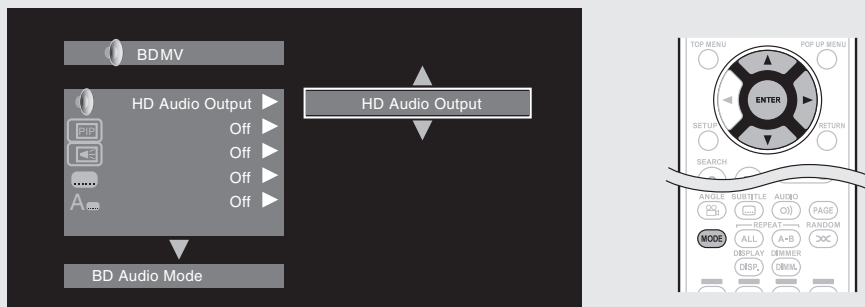 BDMV
HD Audio Output
HD Audio Output
PIP
Off
Off
Off
A
Off
BD Audio Mode
TOP MENU
POP UP MENU
ENTER
SETUP
RETURN
SEARCH
ANGLE
SUBTITLE
AUDIO
PAGE
REPEAT
RANDOM
MODE
ALL
A-B
DISPLAY
DIMMER
DISP.
DIMM.